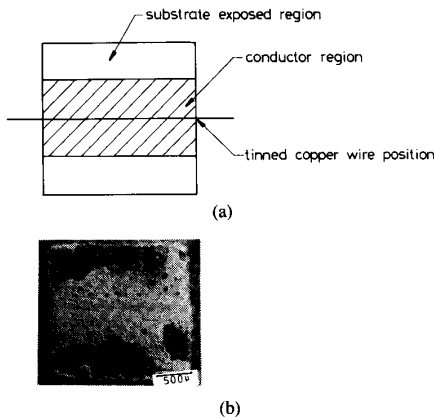 substrate exposed region
conductor region
tinned copper wire position
(a)
500μ
(b)